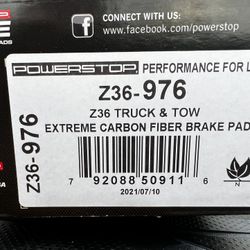 CONNECT WITH US:
www.facebook.com/powerstop
POWERSTOP. PERFORMANCE FOR L
Z36-976
Z36 TRUCK & TOW
EXTREME CARBON FIBER BRAKE PAD
Z36-976
7 92088 50911 6
2021/07/10